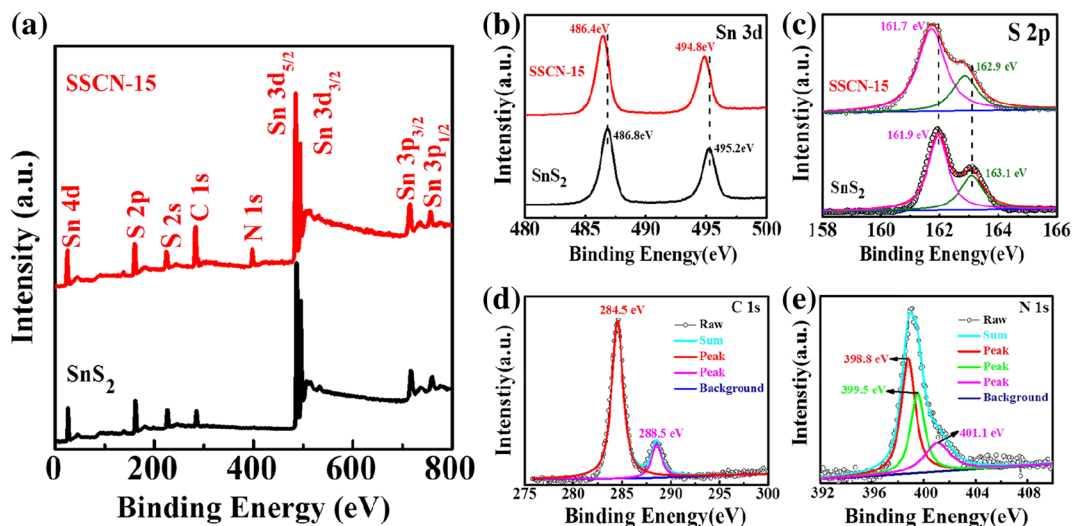 (a)
Intensity (a.u.)
SSCN-15
Sn 4d
S 2p
S 2s
C 1s
N 1s
Sn 3d5/2
Sn 3d3/2
Sn 3p3/2
Sn 3p1/2
SnS2
0 200 400 600 800
Binding Energy (eV)
(b)
Intenstiy(a.u.)
Sn 3d
486.4eV
494.8eV
SSCN-15
486.8eV
495.2eV
SnS2
480 485 490 495 500
Binding Energy(eV)
(c)
Intenstiy(a.u.)
S 2p
161.7 eV
162.9 eV
SSCN-15
161.9eV
163.1eV
SnS2
158 160 162 164 166
Binding Energy(eV)
(d)
Intenstiy(a.u.)
C 1s
284.5 eV
Raw
Sum
Peak
Peak
Background
288.5 eV
275 280 285 290 295 300
Binding Energy(eV)
(e)
Intenstiy(a.u.)
N 1s
Raw
Sum
Peak
Peak
Peak
Background
398.8 eV
399.5 eV
401.1 eV
392 396 400 404 408
Binding Energy(eV)